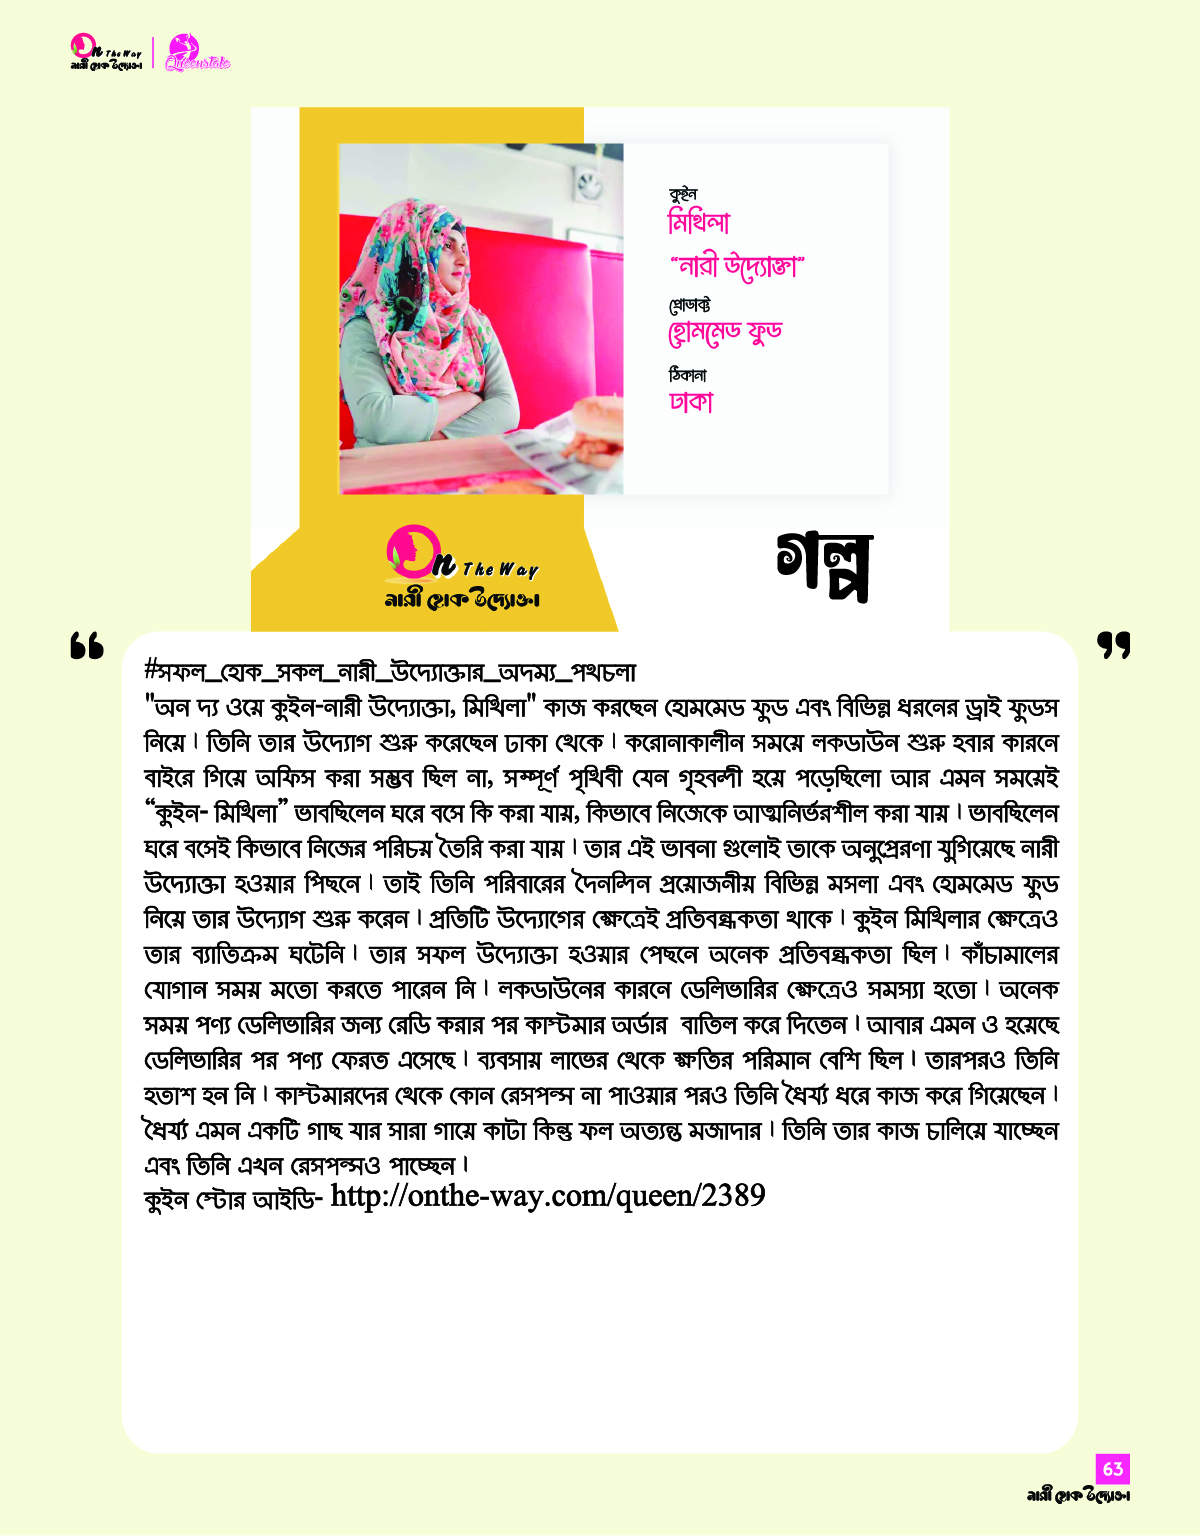 On The Way
নারী হোক উদ্যোক্তা
Queenstale
কুইন
মিথিলা
“নারী উদ্যোক্তা”
প্রোডাক্ট
হোমমেড ফুড
ঠিকানা
ঢাকা
On The Way
নারী হোক উদ্যোক্তা
গল্প
#সফল_হোক_সকল_নারী_উদ্যোক্তার_অদম্য_পথচলা
"অন দ্য ওয়ে কুইন-নারী উদ্যোক্তা, মিথিলা" কাজ করছেন হোমমেড ফুড এবং বিভিন্ন ধরনের ড্রাই ফুডস
নিয়ে। তিনি তার উদ্যোগ শুরু করেছেন ঢাকা থেকে। করোনাকালীন সময়ে লকডাউন শুরু হবার কারনে
বাইরে গিয়ে অফিস করা সম্ভব ছিল না, সম্পূর্ণ পৃথিবী যেন গৃহবন্দী হয়ে পড়েছিলো আর এমন সময়েই
“কুইন- মিথিলা” ভাবছিলেন ঘরে বসে কি করা যায়, কিভাবে নিজেকে আত্মনির্ভরশীল করা যায়। ভাবছিলেন
ঘরে বসেই কিভাবে নিজের পরিচয় তৈরি করা যায়। তার এই ভাবনা গুলোই তাকে অনুপ্রেরণা যুগিয়েছে নারী
উদ্যোক্তা হওয়ার পিছনে। তাই তিনি পরিবারের দৈনন্দিন প্রয়োজনীয় বিভিন্ন মসলা এবং হোমমেড ফুড
নিয়ে তার উদ্যোগ শুরু করেন। প্রতিটি উদ্যোগের ক্ষেত্রেই প্রতিবন্ধকতা থাকে। কুইন মিথিলার ক্ষেত্রেও
তার ব্যাতিক্রম ঘটেনি। তার সফল উদ্যোক্তা হওয়ার পেছনে অনেক প্রতিবন্ধকতা ছিল। কাঁচামালের
যোগান সময় মতো করতে পারেন নি। লকডাউনের কারনে ডেলিভারির ক্ষেত্রেও সমস্যা হতো। অনেক
সময় পণ্য ডেলিভারির জন্য রেডি করার পর কাস্টমার অর্ডার বাতিল করে দিতেন। আবার এমন ও হয়েছে
ডেলিভারির পর পণ্য ফেরত এসেছে। ব্যবসায় লাভের থেকে ক্ষতির পরিমান বেশি ছিল। তারপরও তিনি
হতাশ হন নি। কাস্টমারদের থেকে কোন রেসপন্স না পাওয়ার পরও তিনি ধৈর্য্য ধরে কাজ করে গিয়েছেন।
ধৈর্য্য এমন একটি গাছ যার সারা গায়ে কাটা কিন্তু ফল অত্যন্ত মজাদার। তিনি তার কাজ চালিয়ে যাচ্ছেন
এবং তিনি এখন রেসপন্সও পাচ্ছেন।
কুইন স্টোর আইডি- http://onthe-way.com/queen/2389
63
নারী হোক উদ্যোক্তা